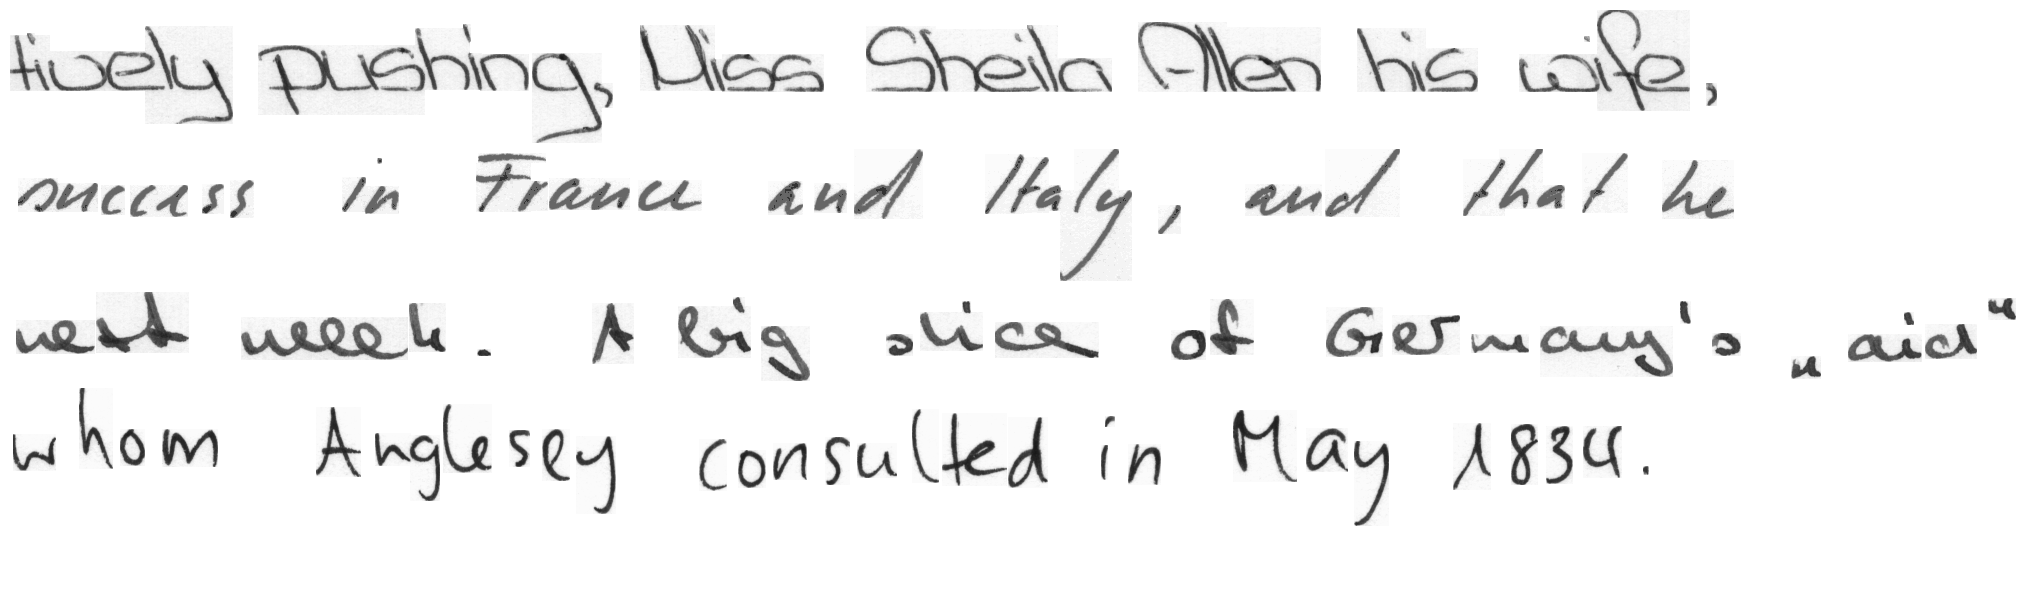 tively pushing, Miss Sheila Allen his wife,
success in France and Italy, and that he
next week. A big slice of Germany's „aid“
whom Anglesey consulted in May 1834.